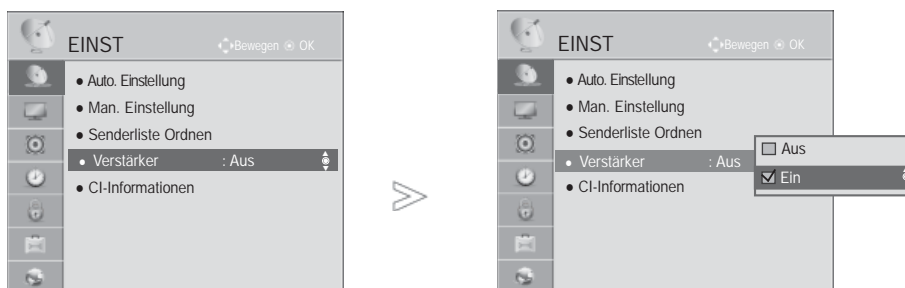 EINST
Bewegen OK
● Auto. Einstellung
● Man. Einstellung
● Senderliste Ordnen
● Verstärker : Aus
● CI-Informationen
EINST
Bewegen OK
● Auto. Einstellung
● Man. Einstellung
● Senderliste Ordnen
● Verstärker : Aus
● CI-Informationen
Aus
Ein